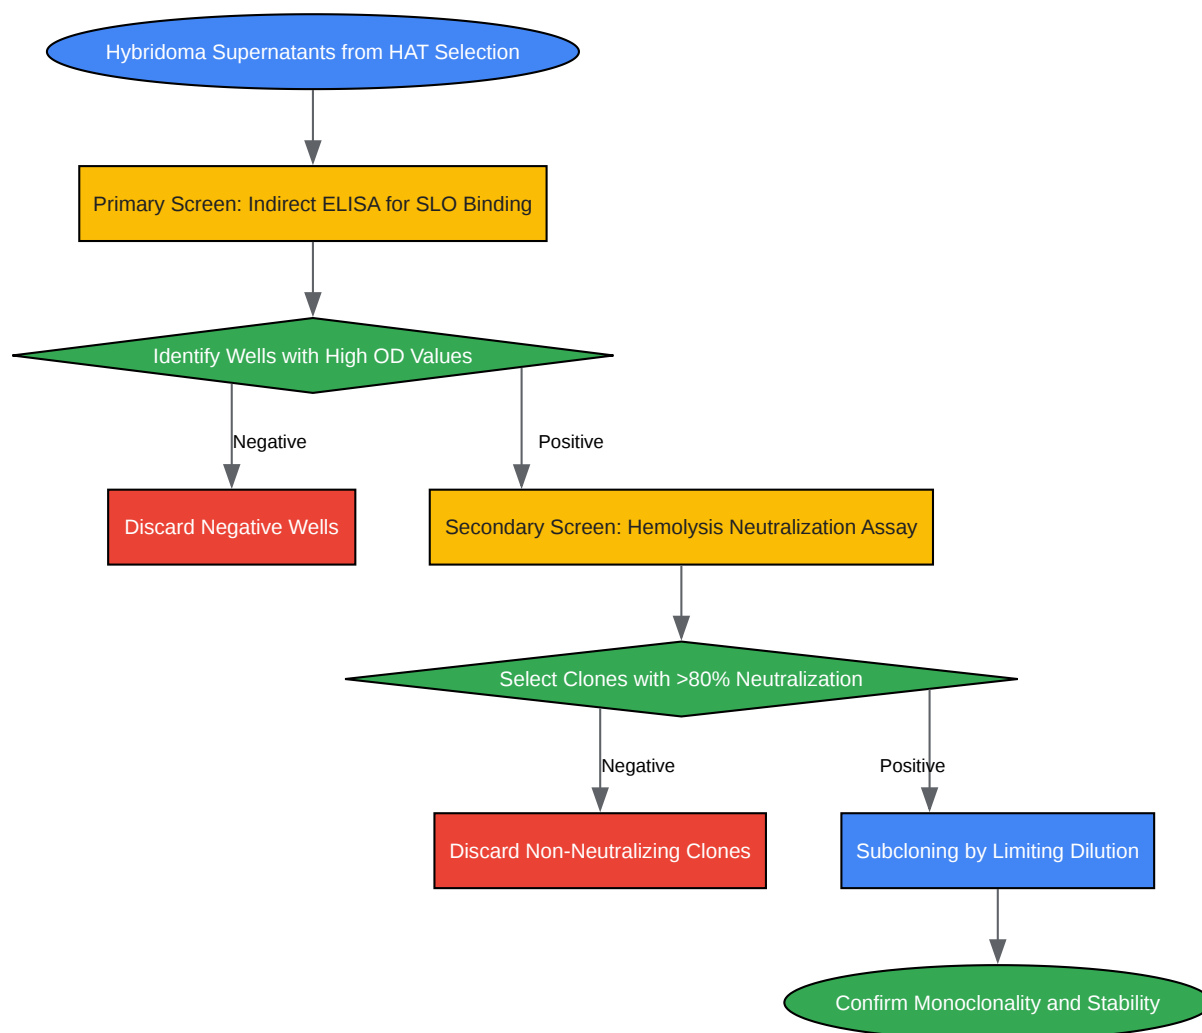 Hybridoma Supernatants from HAT Selection
Primary Screen: Indirect ELISA for SLO Binding
Identify Wells with High OD Values
Negative
Positive
Discard Negative Wells
Secondary Screen: Hemolysis Neutralization Assay
Select Clones with >80% Neutralization
Negative
Positive
Discard Non-Neutralizing Clones
Subcloning by Limiting Dilution
Confirm Monoclonality and Stability